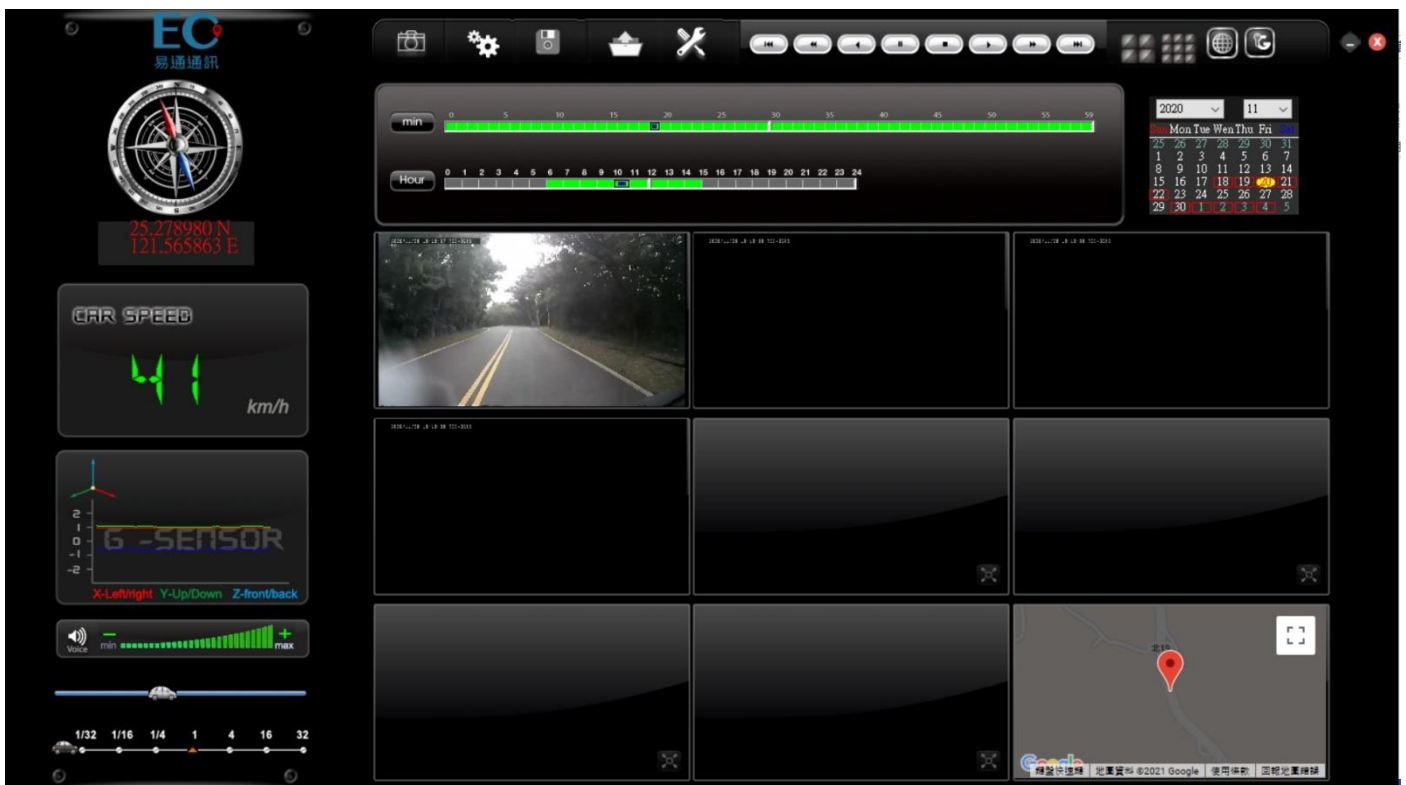 EC
易通通訊
25.278980 N
121.565863 E
CAR SPEED
41
km/h
2
1
0
-1
-2
G -SENSOR
X-Left/right Y-Up/Down Z-front/back
Voice
min
max
1/32 1/16 1/4 1 4 16 32
min
0 5 10 15 20 25 30 35 40 45 50 55 59
Hour
0 1 2 3 4 5 6 7 8 9 10 11 12 13 14 15 16 17 18 19 20 21 22 23 24
2020 11
Sun Mon Tue Wen Thu Fri Sat
25 26 27 28 29 30 31
1 2 3 4 5 6 7
8 9 10 11 12 13 14
15 16 17 18 19 20 21
22 23 24 25 26 27 28
29 30 1 2 3 4 5
Google
鍵盤快速鍵 地圖資料 ©2021 Google 使用條款 回報地圖錯誤